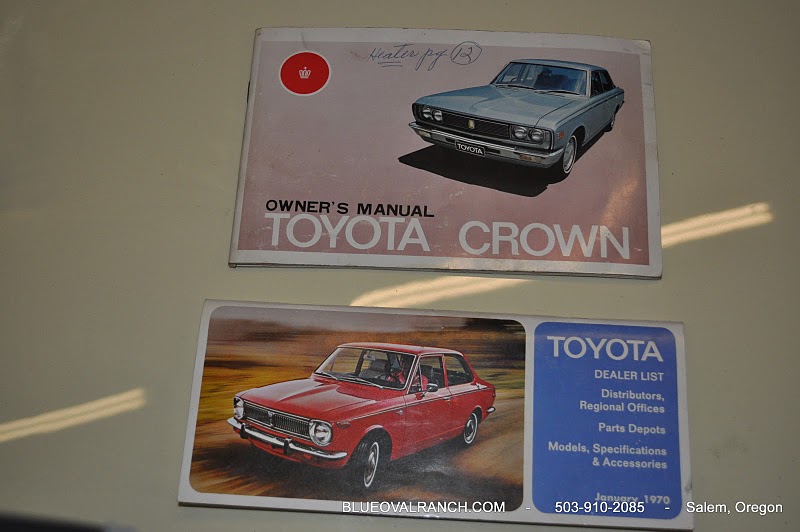 Heater pg 12
TOYOTA
OWNER'S MANUAL
TOYOTA CROWN
TOYOTA
DEALER LIST
Distributors,
Regional Offices
Parts Depots
Models, Specifications
& Accessories
January, 1970
BLUEOVALRANCH.COM - 503-910-2085 - Salem, Oregon